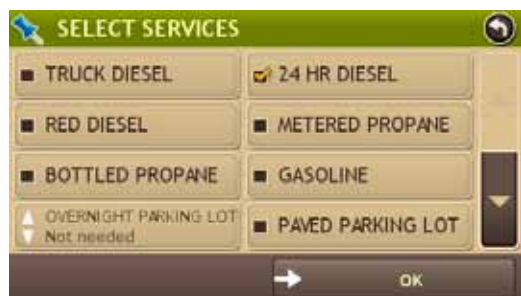 SELECT SERVICES
TRUCK DIESEL
24 HR DIESEL
RED DIESEL
METERED PROPANE
BOTTLED PROPANE
GASOLINE
OVERNIGHT PARKING LOT
Not needed
PAVED PARKING LOT
OK